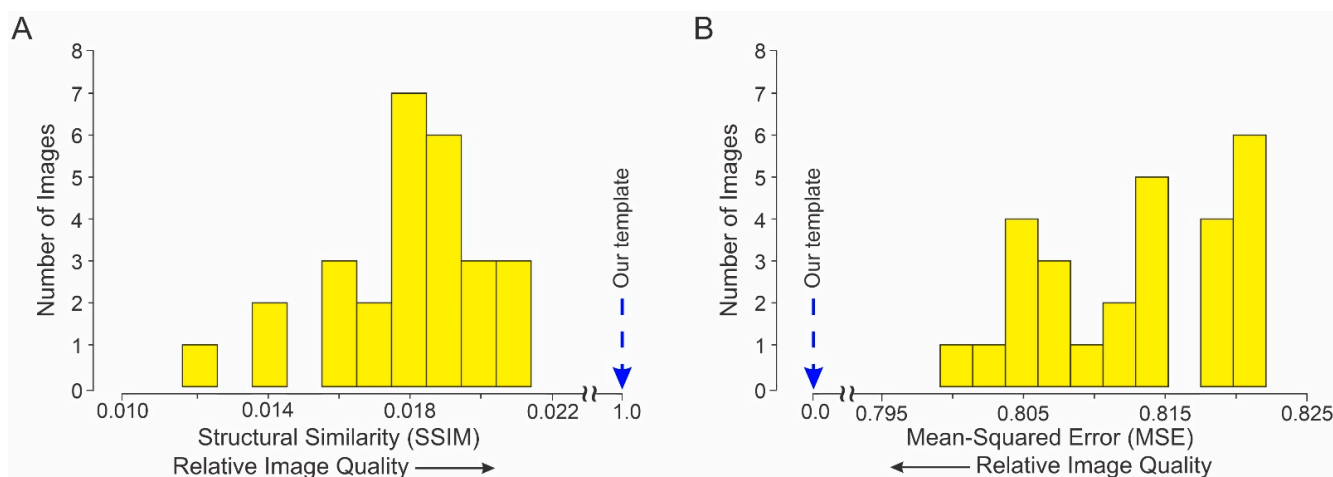 A
8
7
6
5
4
3
2
1
0
Number of Images
Our template
0.010 0.014 0.018 0.022 1.0
Structural Similarity (SSIM)
Relative Image Quality
B
8
7
6
5
4
3
2
1
0
Number of Images
Our template
0.0 0.795 0.805 0.815 0.825
Mean-Squared Error (MSE)
Relative Image Quality